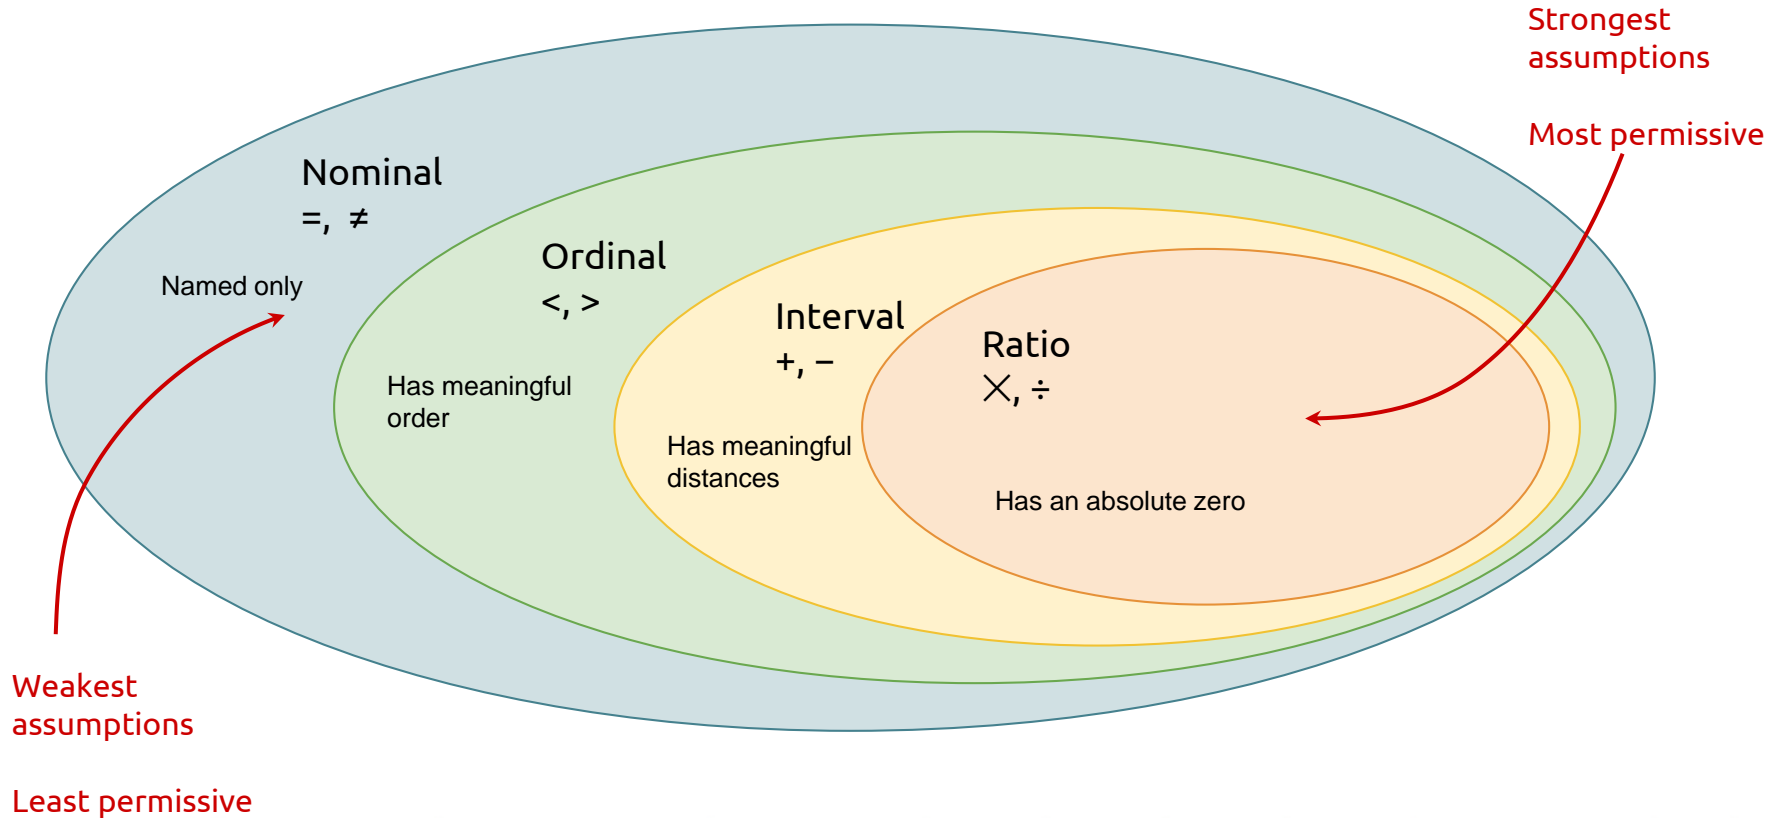 Strongest
assumptions
Most permissive
Nominal
=, ≠
Named only
Ordinal
<, >
Has meaningful
order
Interval
+, −
Has meaningful
distances
Ratio
×, ÷
Has an absolute zero
Weakest
assumptions
Least permissive